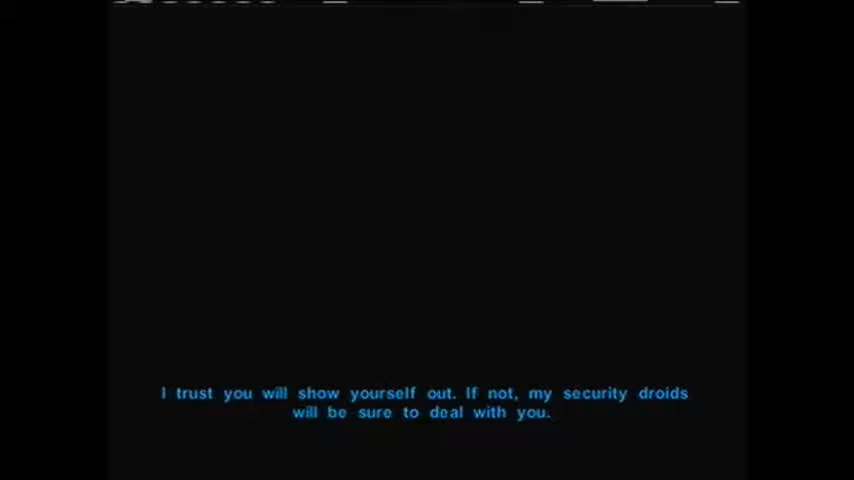 I trust you will show yourself out. If not, my security droids
will be sure to deal with you.